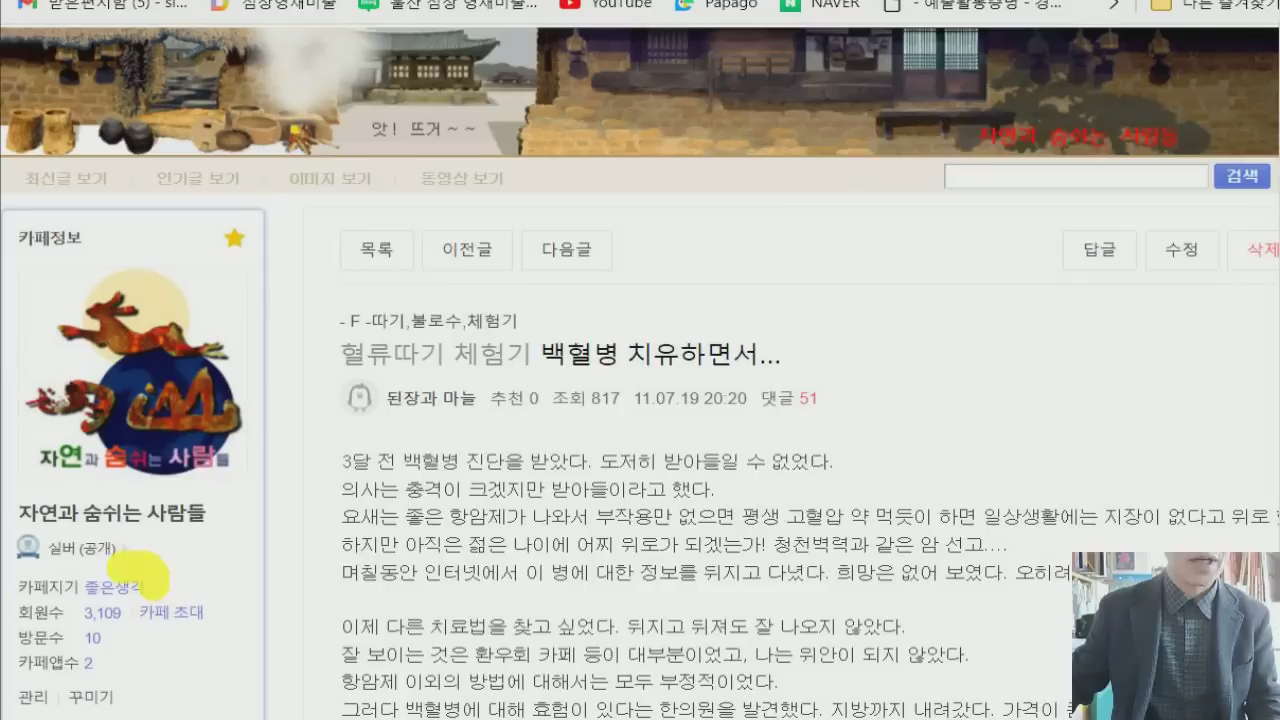 받은편지함 (5) - si...
심상영재미술
울산 심상 영재미술...
YouTube
Papago
NAVER
- 예술활동증명 - 경...
다른 즐겨찾기
앗! 뜨거 ~ ~
자연과 숨쉬는 사람들
최신글 보기
인기글 보기
이미지 보기
동영상 보기
검색
카페정보
자연과 숨쉬는 사람들
자연과 숨쉬는 사람들
실버 (공개)
카페지기 좋은생각
회원수 3,109 카페 초대
방문수 10
카페앱수 2
관리 | 꾸미기
목록
이전글
다음글
답글
수정
삭제
- F -따기,불로수,체험기
혈류따기 체험기 백혈병 치유하면서...
된장과 마늘 추천 0 조회 817 11.07.19 20:20 댓글 51
3달 전 백혈병 진단을 받았다. 도저히 받아들일 수 없었다.
의사는 충격이 크겠지만 받아들이라고 했다.
요새는 좋은 항암제가 나와서 부작용만 없으면 평생 고혈압 약 먹듯이 하면 일상생활에는 지장이 없다고 위로
하지만 아직은 젊은 나이에 어찌 위로가 되겠는가! 청천벽력과 같은 암 선고....
며칠동안 인터넷에서 이 병에 대한 정보를 뒤지고 다녔다. 희망은 없어 보였다. 오히려
이제 다른 치료법을 찾고 싶었다. 뒤지고 뒤져도 잘 나오지 않았다.
잘 보이는 것은 환우회 카페 등이 대부분이었고, 나는 위안이 되지 않았다.
항암제 이외의 방법에 대해서는 모두 부정적이었다.
그러다 백혈병에 대해 효험이 있다는 한의원을 발견했다. 지방까지 내려갔다. 가격이